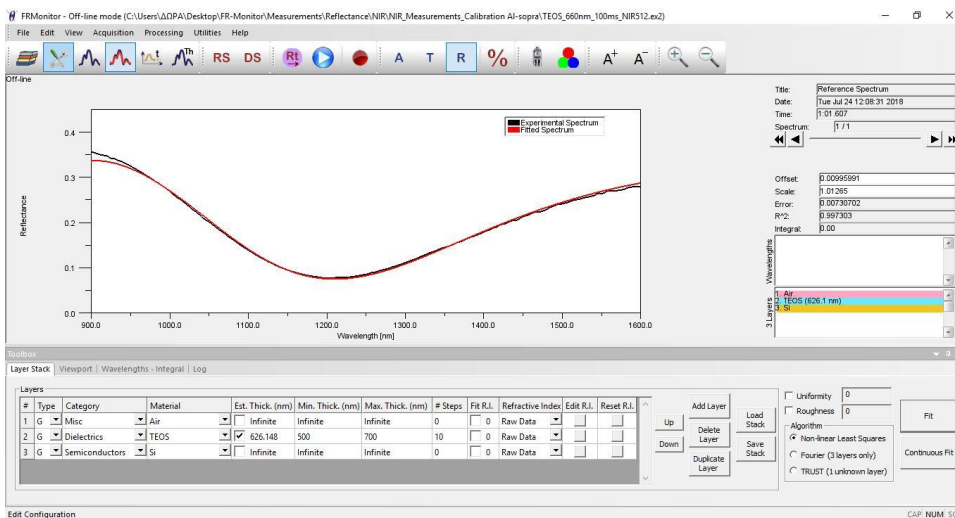 FRMonitor - Off-line mode (C:\Users\ΔΩΡΑ\Desktop\FR-Monitor\Measurements\Reflectance\NIR\NIR_Measurements_Calibration Al-sopra\TEOS_660nm_100ms_NIR512.ex2)
File Edit View Acquisition Processing Utilities Help
Th RS DS Rt A T R % A+ A-
Off-line
Title: Reference Spectrum
Date: Tue Jul 24 12:08:31 2018
Time: 1:01.607
Spectrum: 1 / 1
Experimental Spectrum
Fitted Spectrum
0.4
0.3
0.2
0.1
0.0
Reflectance
900.0 1000.0 1100.0 1200.0 1300.0 1400.0 1500.0 1600.0
Wavelength [nm]
Offset: 0.00995991
Scale: 1.01265
Error: 0.00730702
R^2: 0.997303
Integral: 0.00
Wavelengths
3 Layers
1. Air
2. TEOS (626.1 nm)
3. Si
Toolbox
Layer Stack Viewport Wavelengths - Integral Log
Layers
# Type Category Material Est. Thick. (nm) Min. Thick. (nm) Max. Thick. (nm) # Steps Fit R.I. Refractive Index Edit R.I. Reset R.I.
1 G Misc Air Infinite Infinite Infinite 0 0 Raw Data
2 G Dielectrics TEOS 626.148 500 700 10 0 Raw Data
3 G Semiconductors Si Infinite Infinite Infinite 0 0 Raw Data
Up
Down
Add Layer
Delete Layer
Duplicate Layer
Load Stack
Save Stack
Uniformity 0
Roughness 0
Algorithm
Non-linear Least Squares
Fourier (3 layers only)
TRUST (1 unknown layer)
Fit
Continuous Fit
Edit Configuration
CAP NUM SC